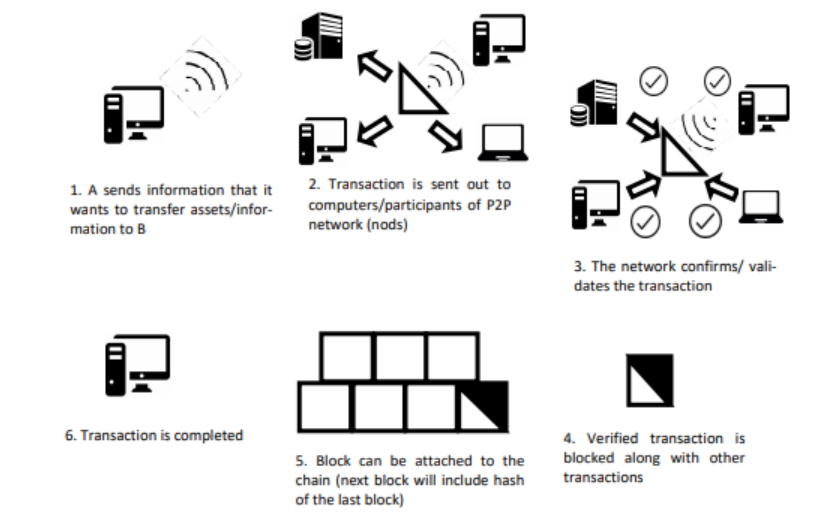 1. A sends information that it
wants to transfer assets/infor-
mation to B
2. Transaction is sent out to
computers/participants of P2P
network (nods)
3. The network confirms/ vali-
dates the transaction
6. Transaction is completed
5. Block can be attached to the
chain (next block will include hash
of the last block)
4. Verified transaction is
blocked along with other
transactions